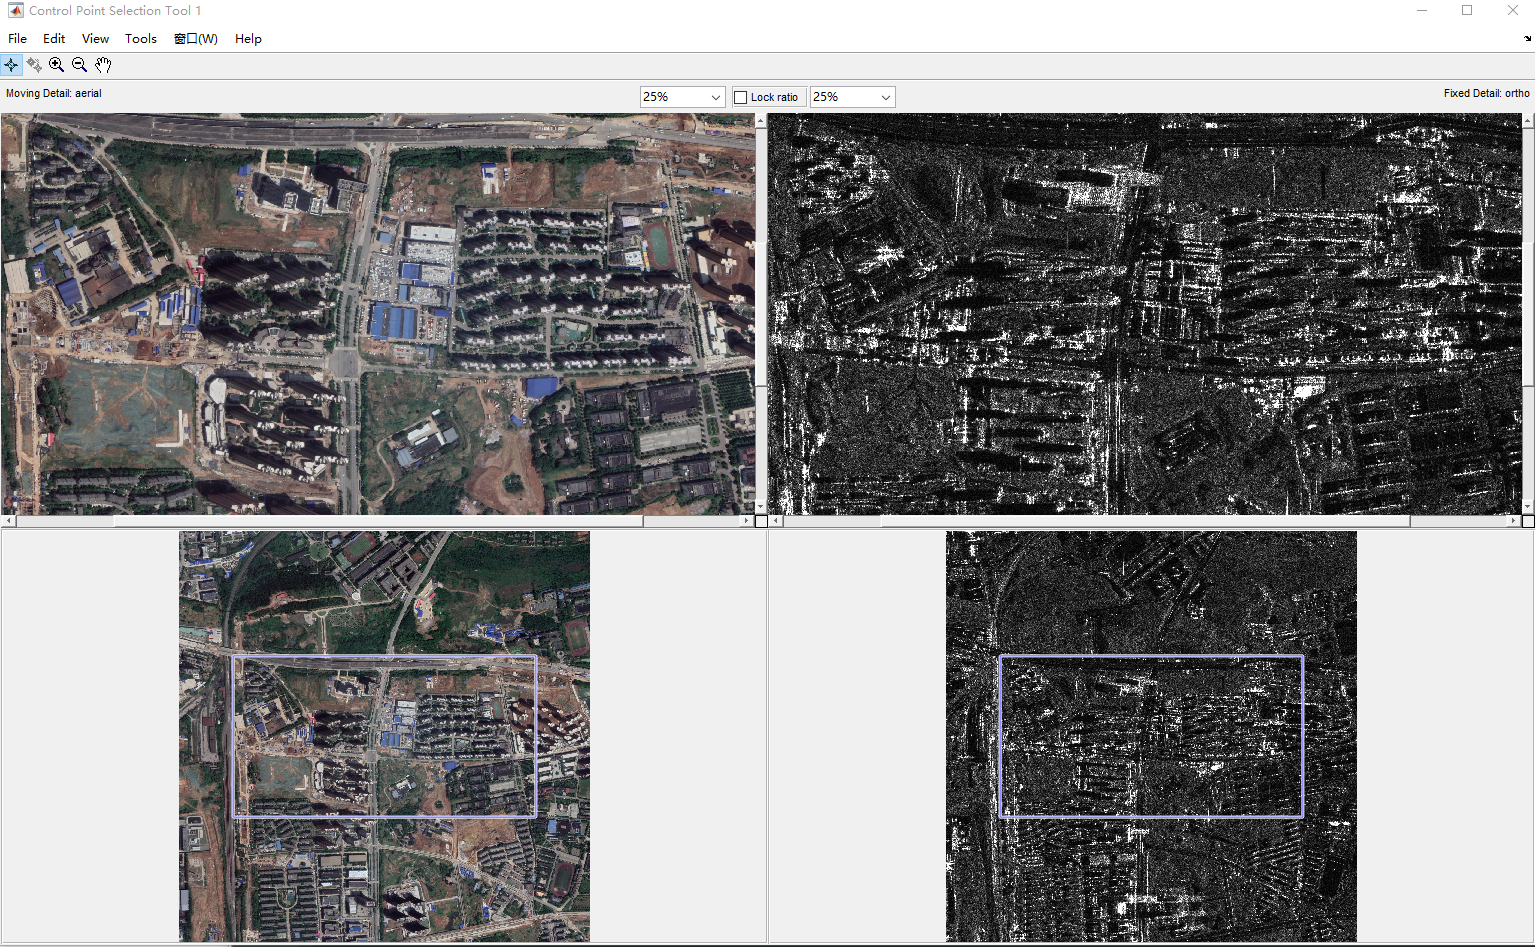 Control Point Selection Tool 1
File Edit View Tools 窗口(W) Help
Moving Detail: aerial
25%
Lock ratio
25%
Fixed Detail: ortho